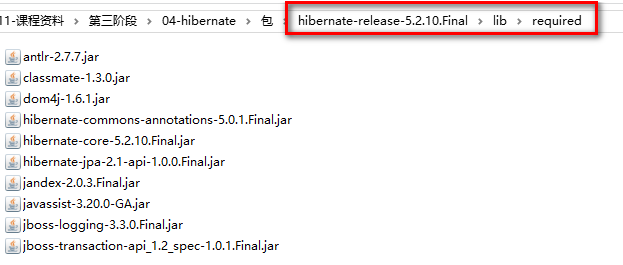 11-课程资料 › 第三阶段 › 04-hibernate › 包 › hibernate-release-5.2.10.Final › lib › required
antlr-2.7.7.jar
classmate-1.3.0.jar
dom4j-1.6.1.jar
hibernate-commons-annotations-5.0.1.Final.jar
hibernate-core-5.2.10.Final.jar
hibernate-jpa-2.1-api-1.0.0.Final.jar
jandex-2.0.3.Final.jar
javassist-3.20.0-GA.jar
jboss-logging-3.3.0.Final.jar
jboss-transaction-api_1.2_spec-1.0.1.Final.jar